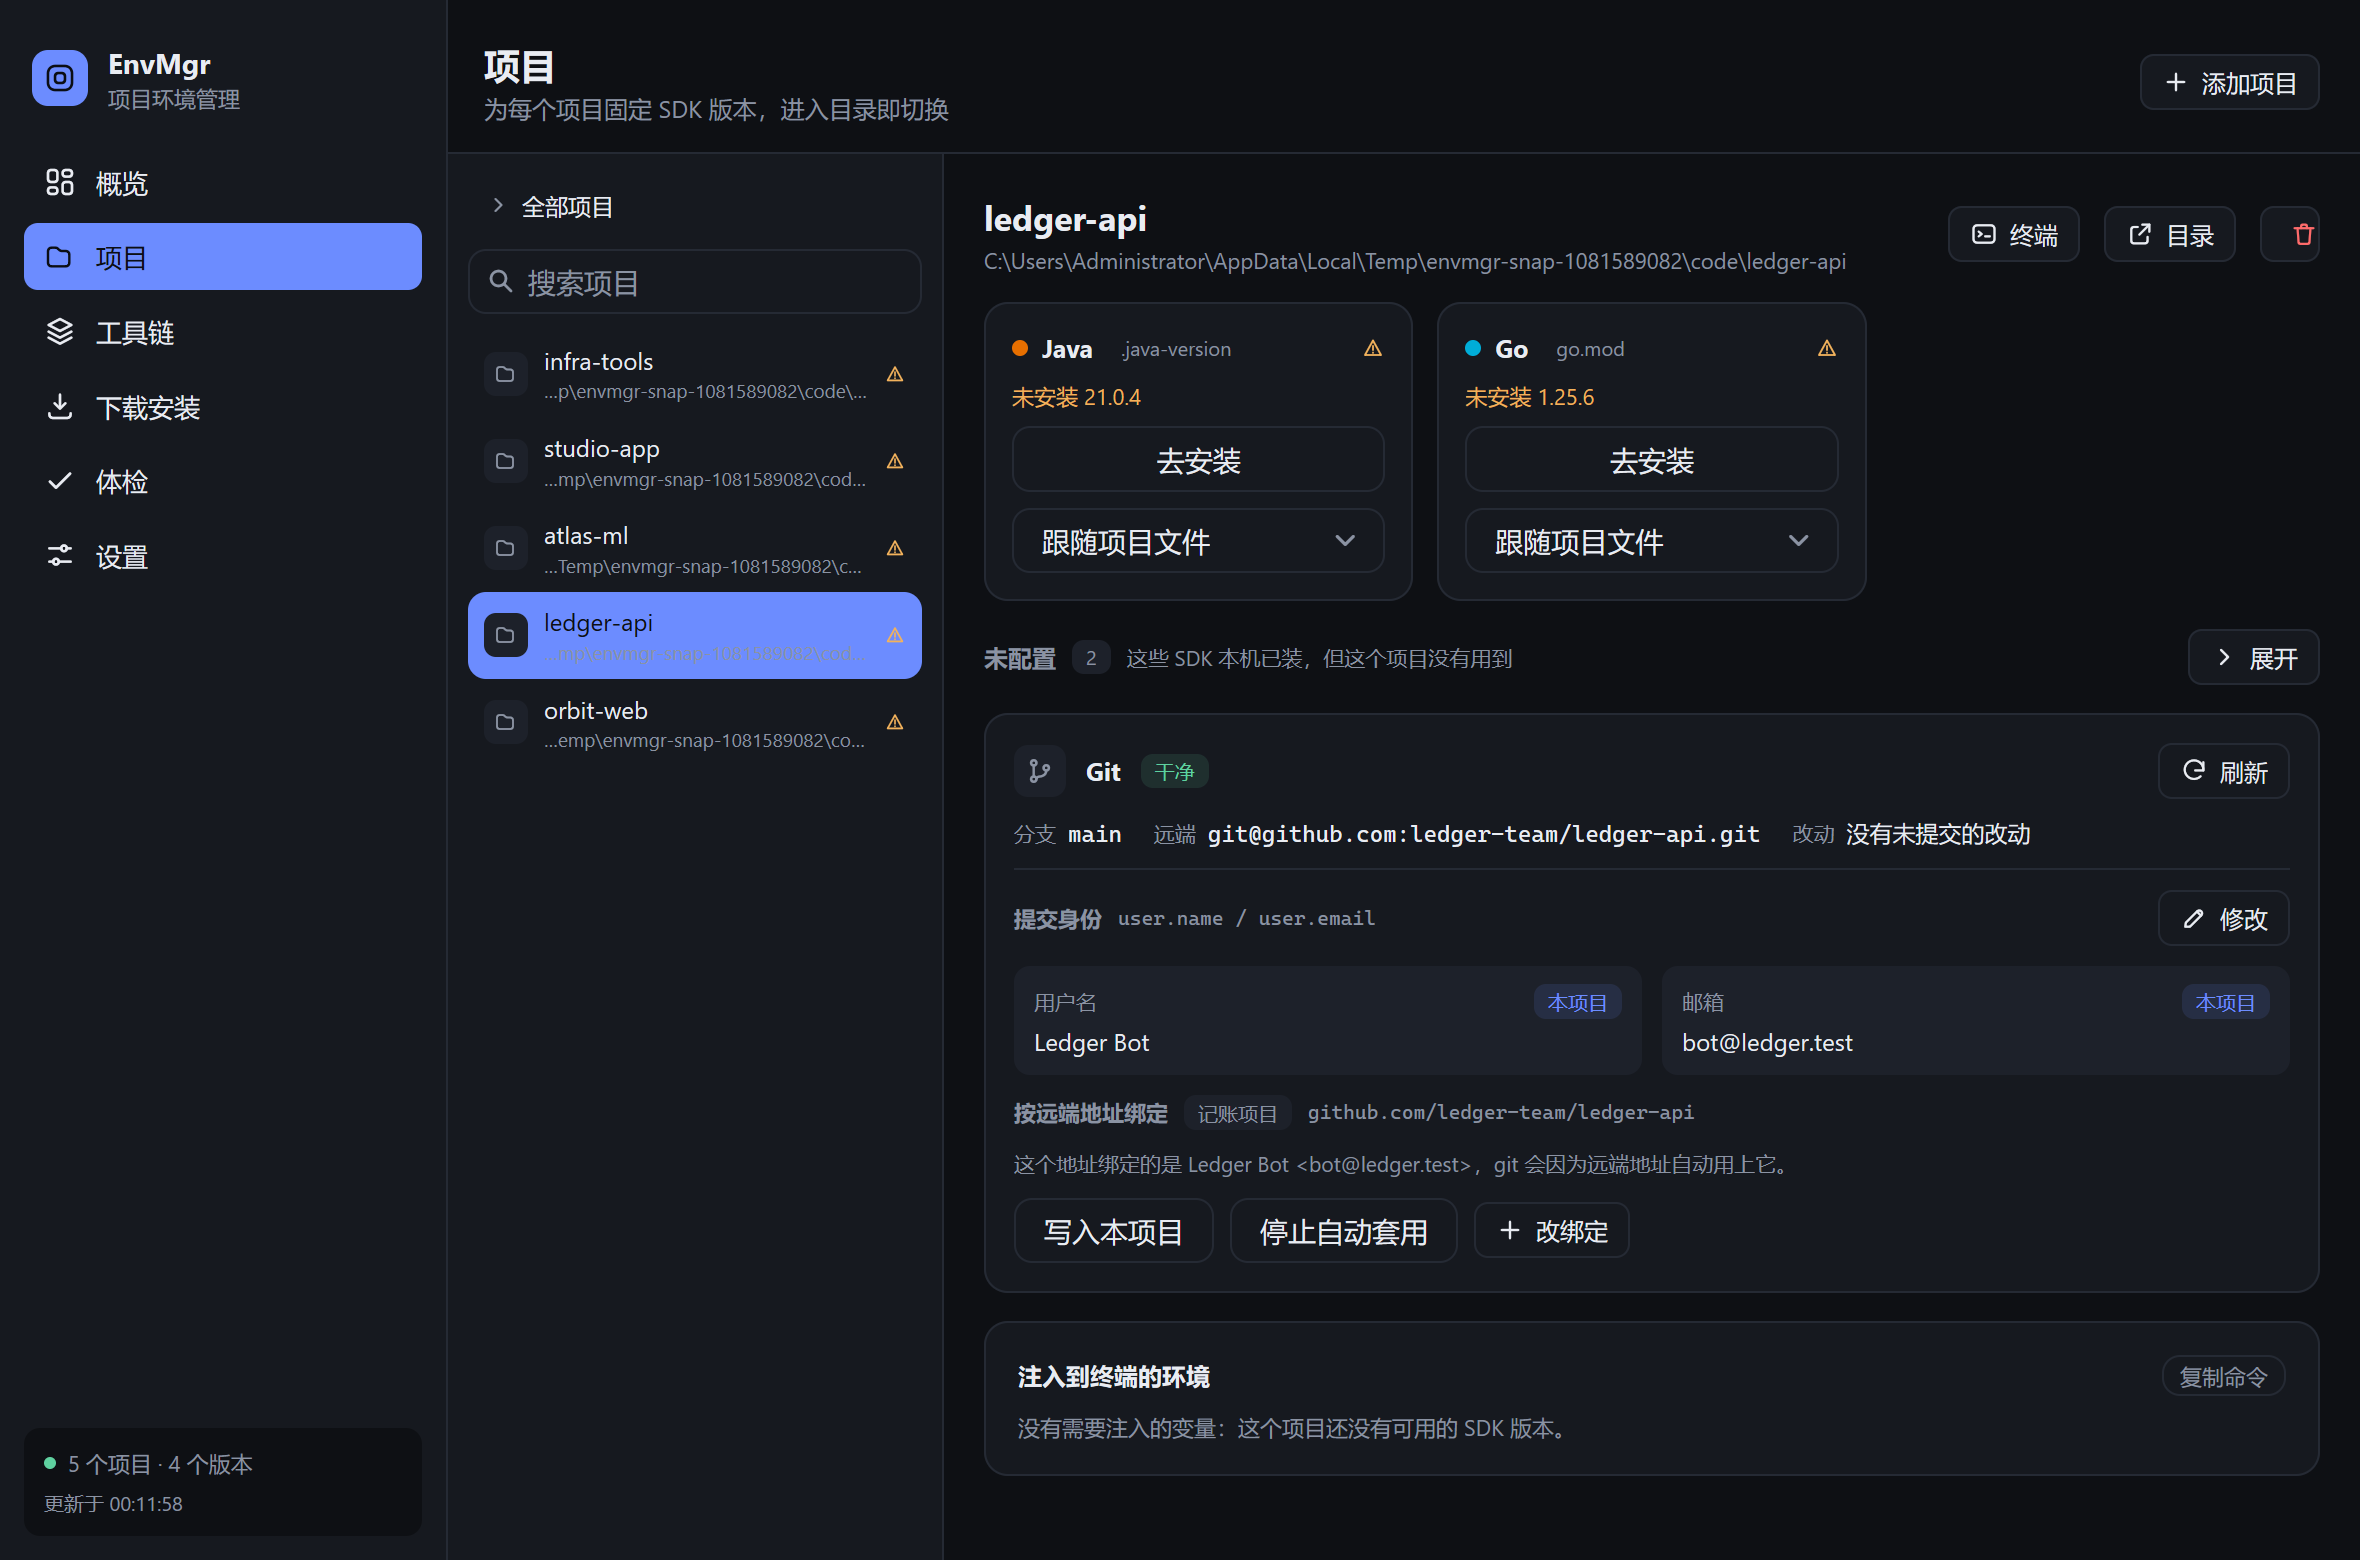 EnvMgr
项目环境管理
概览
项目
工具链
下载安装
体检
设置
5 个项目 · 4 个版本
更新于 00:11:58
项目
为每个项目固定 SDK 版本，进入目录即切换
添加项目
全部项目
搜索项目
infra-tools
...p\envmgr-snap-1081589082\code\...
studio-app
...mp\envmgr-snap-1081589082\cod...
atlas-ml
...Temp\envmgr-snap-1081589082\c...
ledger-api
...mp\envmgr-snap-1081589082\cod...
orbit-web
...emp\envmgr-snap-1081589082\co...
ledger-api
C:\Users\Administrator\AppData\Local\Temp\envmgr-snap-1081589082\code\ledger-api
终端
目录
Java .java-version
未安装 21.0.4
去安装
跟随项目文件
Go go.mod
未安装 1.25.6
去安装
跟随项目文件
未配置 2 这些 SDK 本机已装，但这个项目没有用到
展开
Git 干净
刷新
分支 main 远端 git@github.com:ledger-team/ledger-api.git 改动 没有未提交的改动
提交身份 user.name / user.email
修改
用户名 本项目
Ledger Bot
邮箱 本项目
bot@ledger.test
按远端地址绑定 记账项目 github.com/ledger-team/ledger-api
这个地址绑定的是 Ledger Bot <bot@ledger.test>，git 会因为远端地址自动用上它。
写入本项目 停止自动套用 改绑定
注入到终端的环境
复制命令
没有需要注入的变量：这个项目还没有可用的 SDK 版本。